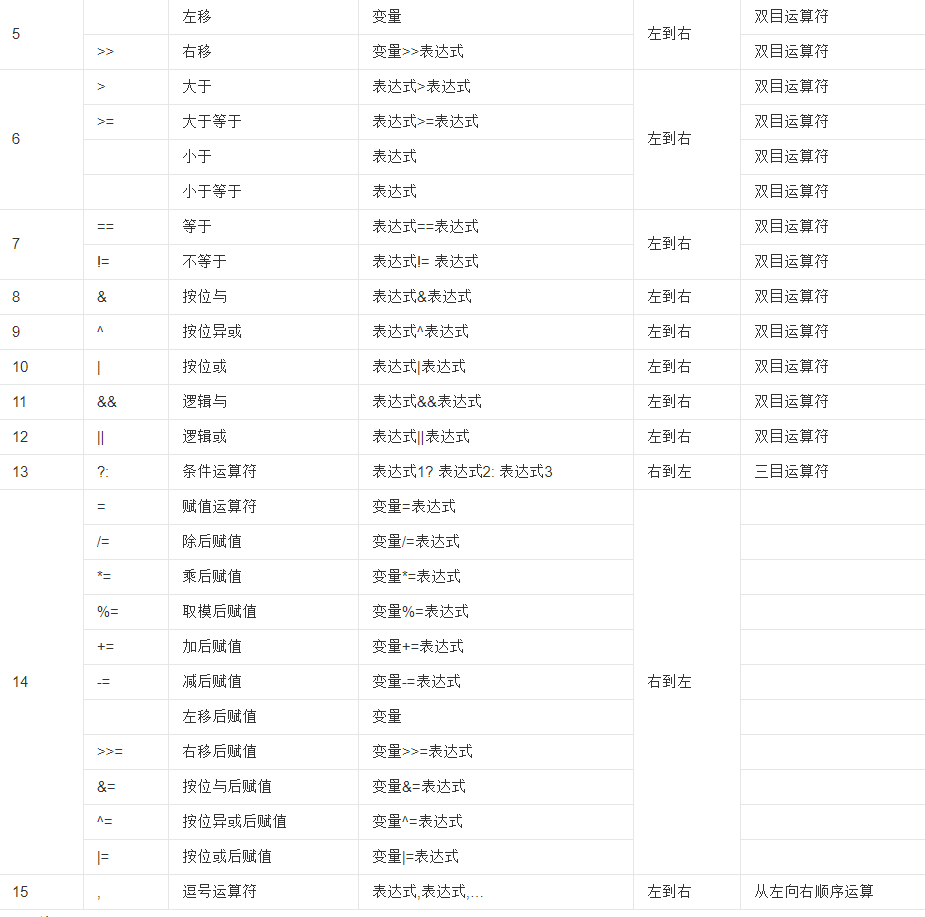 左移 变量 双目运算符
5 左到右
>> 右移 变量>>表达式 双目运算符
> 大于 表达式>表达式 双目运算符
>= 大于等于 表达式>=表达式 双目运算符
6 左到右
小于 表达式 双目运算符
小于等于 表达式 双目运算符
== 等于 表达式==表达式 双目运算符
7 左到右
!= 不等于 表达式!= 表达式 双目运算符
8 & 按位与 表达式&表达式 左到右 双目运算符
9 ^ 按位异或 表达式^表达式 左到右 双目运算符
10 | 按位或 表达式|表达式 左到右 双目运算符
11 && 逻辑与 表达式&&表达式 左到右 双目运算符
12 || 逻辑或 表达式||表达式 左到右 双目运算符
13 ?: 条件运算符 表达式1? 表达式2: 表达式3 右到左 三目运算符
= 赋值运算符 变量=表达式
/= 除后赋值 变量/=表达式
*= 乘后赋值 变量*=表达式
%= 取模后赋值 变量%=表达式
+= 加后赋值 变量+=表达式
14 -= 减后赋值 变量-=表达式 右到左
左移后赋值 变量
>>= 右移后赋值 变量>>=表达式
&= 按位与后赋值 变量&=表达式
^= 按位异或后赋值 变量^=表达式
|= 按位或后赋值 变量|=表达式
15 , 逗号运算符 表达式,表达式,… 左到右 从左向右顺序运算